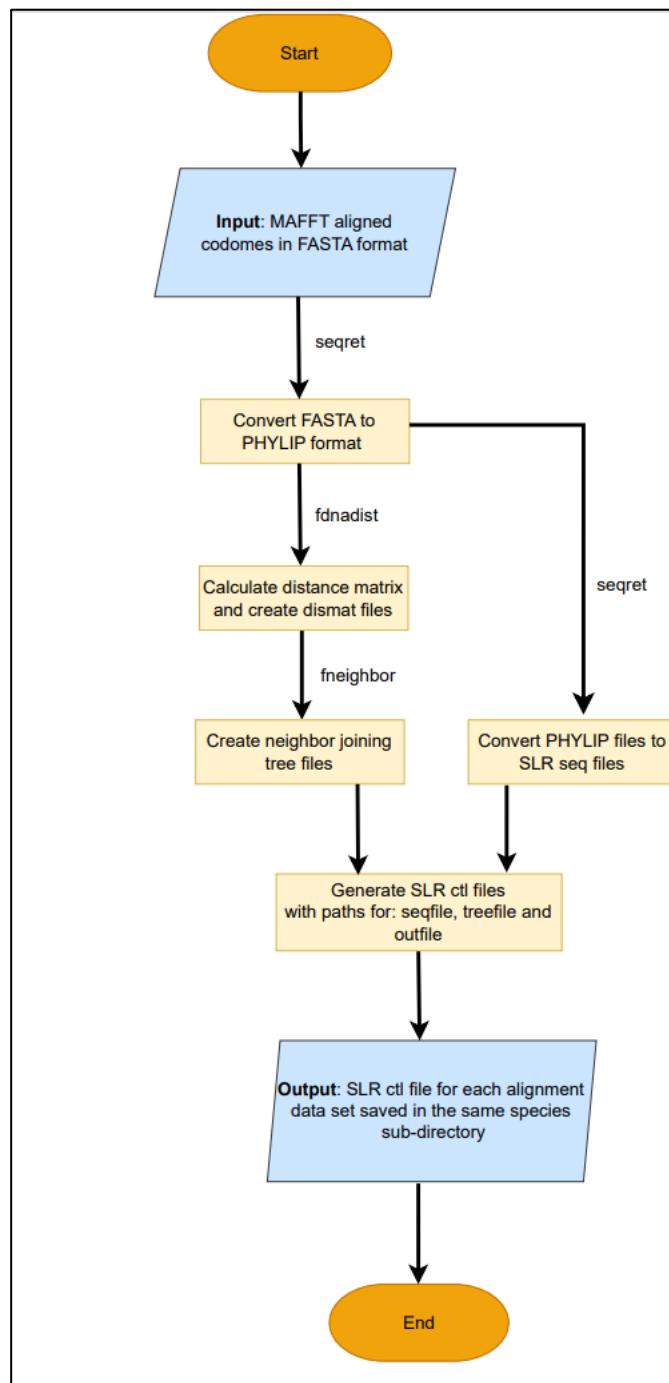 Start
Input: MAFFT aligned
codomes in FASTA format
seqret
Convert FASTA to
PHYLIP format
fdnadist
Calculate distance matrix
and create dismat files
seqret
fneighbor
Create neighbor joining
tree files
Convert PHYLIP files to
SLR seq files
Generate SLR ctl files
with paths for: seqfile, treefile and
outfile
Output: SLR ctl file for each alignment
data set saved in the same species
sub-directory
End